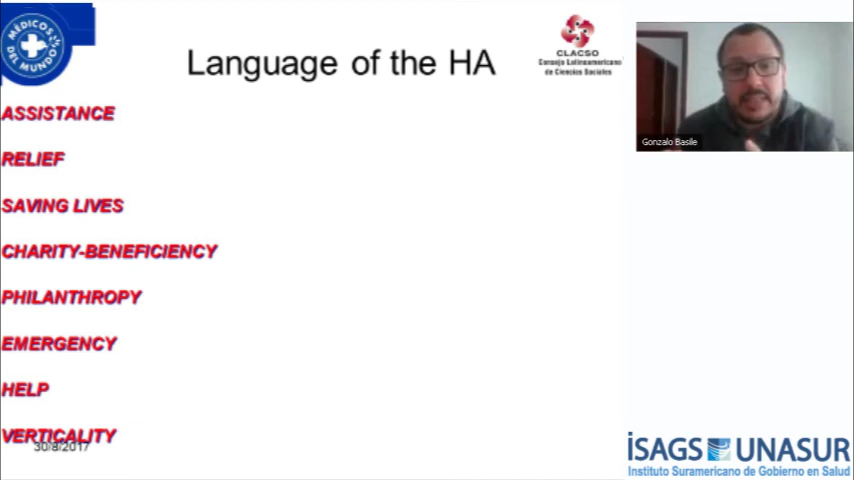 MÉDICOS
DEL MUNDO
Language of the HA
CLACSO
Consejo Latinoamericano
de Ciencias Sociales
Gonzalo Basile
ASSISTANCE
RELIEF
SAVING LIVES
CHARITY-BENEFICIENCY
PHILANTHROPY
EMERGENCY
HELP
VERTICALITY
30/8/2017
iSAGS UNASUR
Instituto Suramericano de Gobierno en Salud